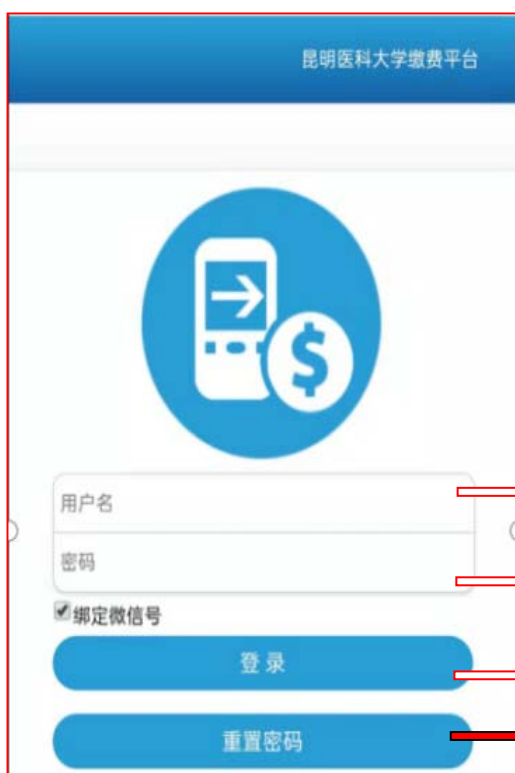 昆明医科大学缴费平台
用户名
密码
绑定微信号
登录
重置密码